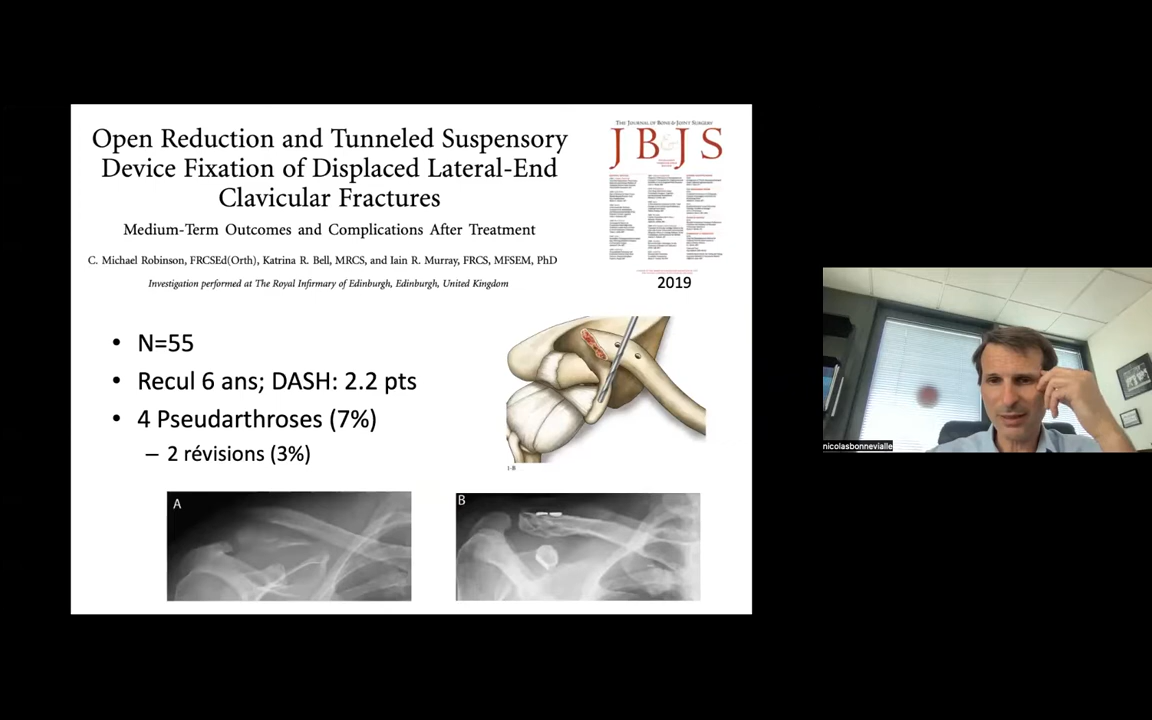 Open Reduction and Tunneled Suspensory
Device Fixation of Displaced Lateral-End
Clavicular Fractures
Medium-Term Outcomes and Complications After Treatment
C. Michael Robinson, FRCSEd(Orth), Katrina R. Bell, MRCS, and Iain R. Murray, FRCS, MFSEM, PhD
Investigation performed at The Royal Infirmary of Edinburgh, Edinburgh, United Kingdom
THE JOURNAL OF BONE & JOINT SURGERY
JB&JS
2019
• N=55
• Recul 6 ans; DASH: 2.2 pts
• 4 Pseudarthroses (7%)
– 2 révisions (3%)
1-B
A
B
nicolasbonnevialle